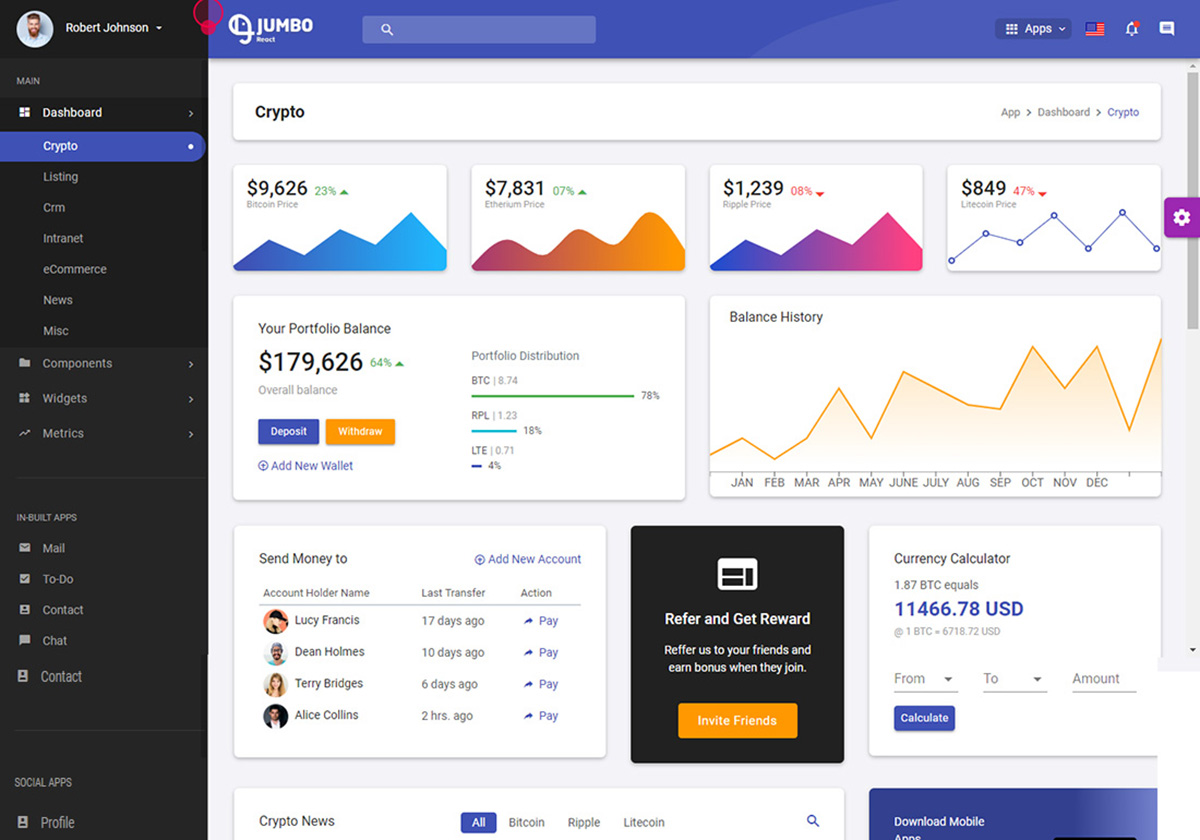 Robert Johnson
JUMBO
React
Apps
MAIN
Dashboard
Crypto
Listing
Crm
Intranet
eCommerce
News
Misc
Components
Widgets
Metrics
IN-BUILT APPS
Mail
To-Do
Contact
Chat
Contact
SOCIAL APPS
Profile
Crypto
App > Dashboard > Crypto
$9,626 23%
Bitcoin Price
$7,831 07%
Etherium Price
$1,239 08%
Ripple Price
$849 47%
Litecoin Price
Your Portfolio Balance
$179,626 64%
Overall balance
Deposit
Withdraw
Add New Wallet
Portfolio Distribution
BTC | 8.74
78%
RPL | 1.23
18%
LTE | 0.71
4%
Balance History
JAN FEB MAR APR MAY JUNE JULY AUG SEP OCT NOV DEC
Send Money to
Add New Account
Account Holder Name Last Transfer Action
Lucy Francis 17 days ago Pay
Dean Holmes 10 days ago Pay
Terry Bridges 6 days ago Pay
Alice Collins 2 hrs. ago Pay
Refer and Get Reward
Reffer us to your friends and
earn bonus when they join.
Invite Friends
Currency Calculator
1.87 BTC equals
11466.78 USD
@ 1 BTC = 6718.72 USD
From To Amount
Calculate
Crypto News
All Bitcoin Ripple Litecoin
Download Mobile
Apps